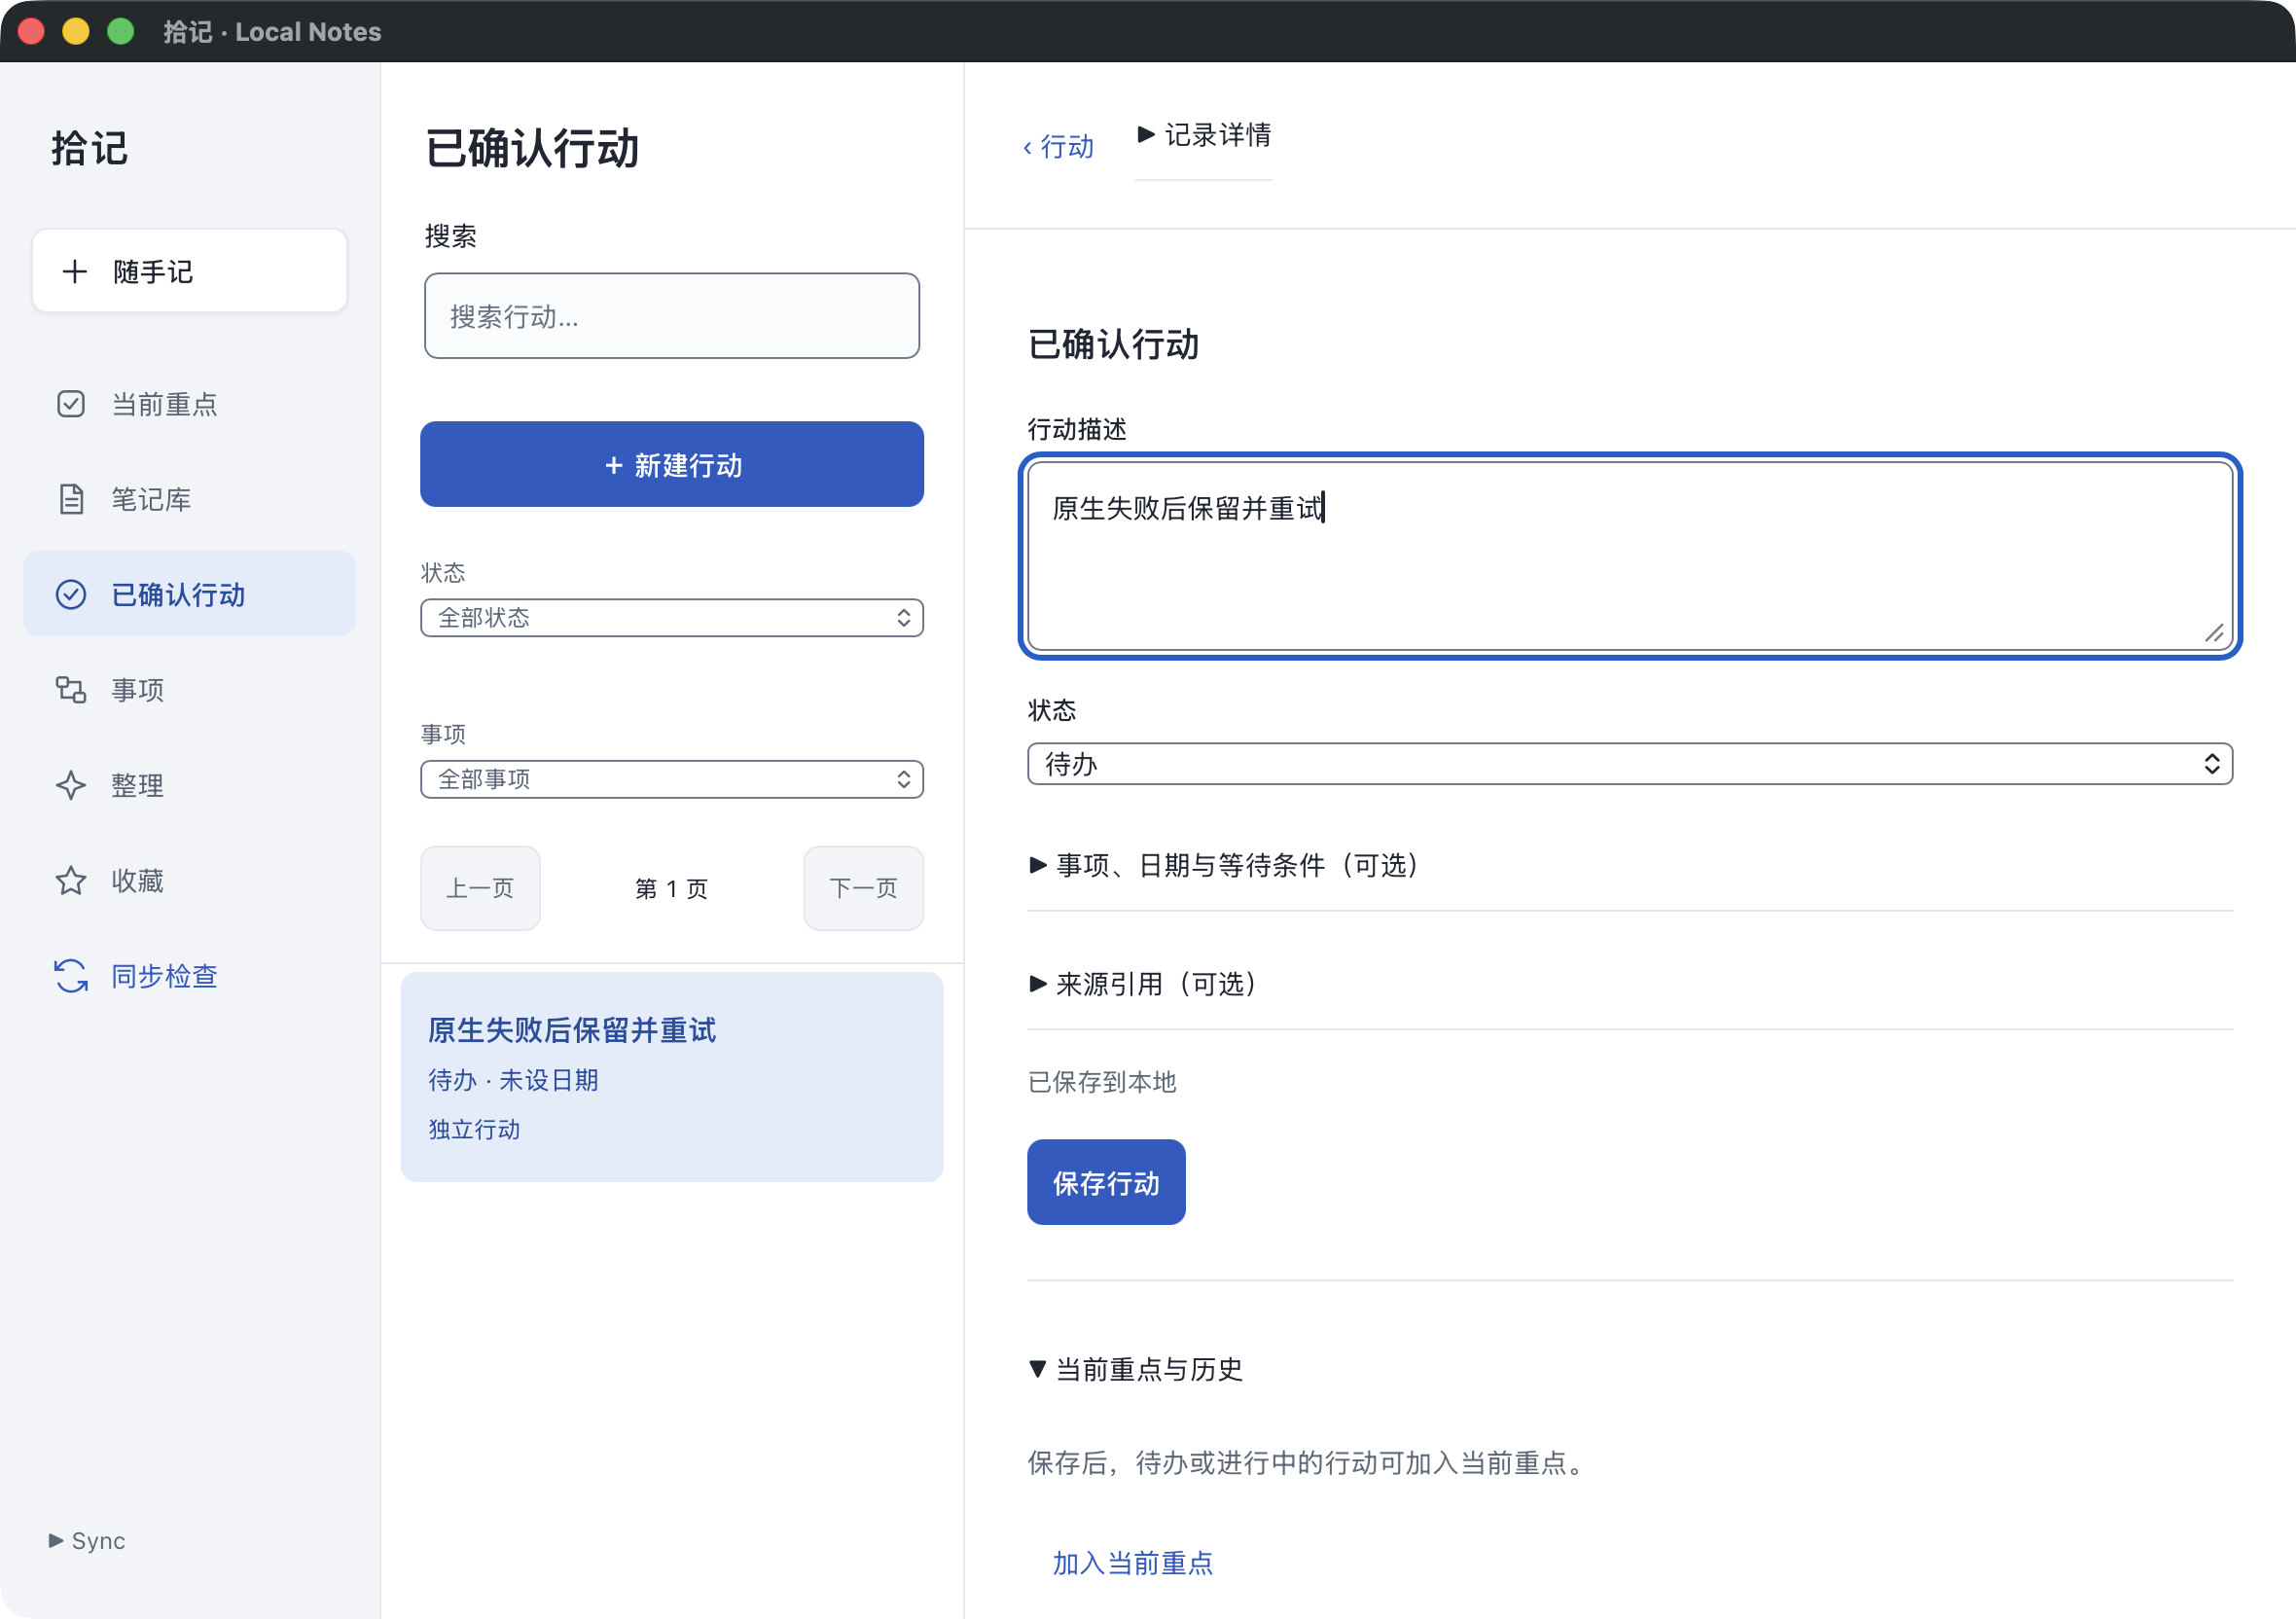 拾记 · Local Notes
拾记
+ 随手记
当前重点
笔记库
已确认行动
事项
整理
收藏
同步检查
▶ Sync
已确认行动
搜索
搜索行动...
+ 新建行动
状态
全部状态
事项
全部事项
上一页
第 1 页
下一页
原生失败后保留并重试
待办 · 未设日期
独立行动
‹ 行动
▶ 记录详情
已确认行动
行动描述
原生失败后保留并重试
状态
待办
▶ 事项、日期与等待条件（可选）
▶ 来源引用（可选）
已保存到本地
保存行动
▼ 当前重点与历史
保存后，待办或进行中的行动可加入当前重点。
加入当前重点